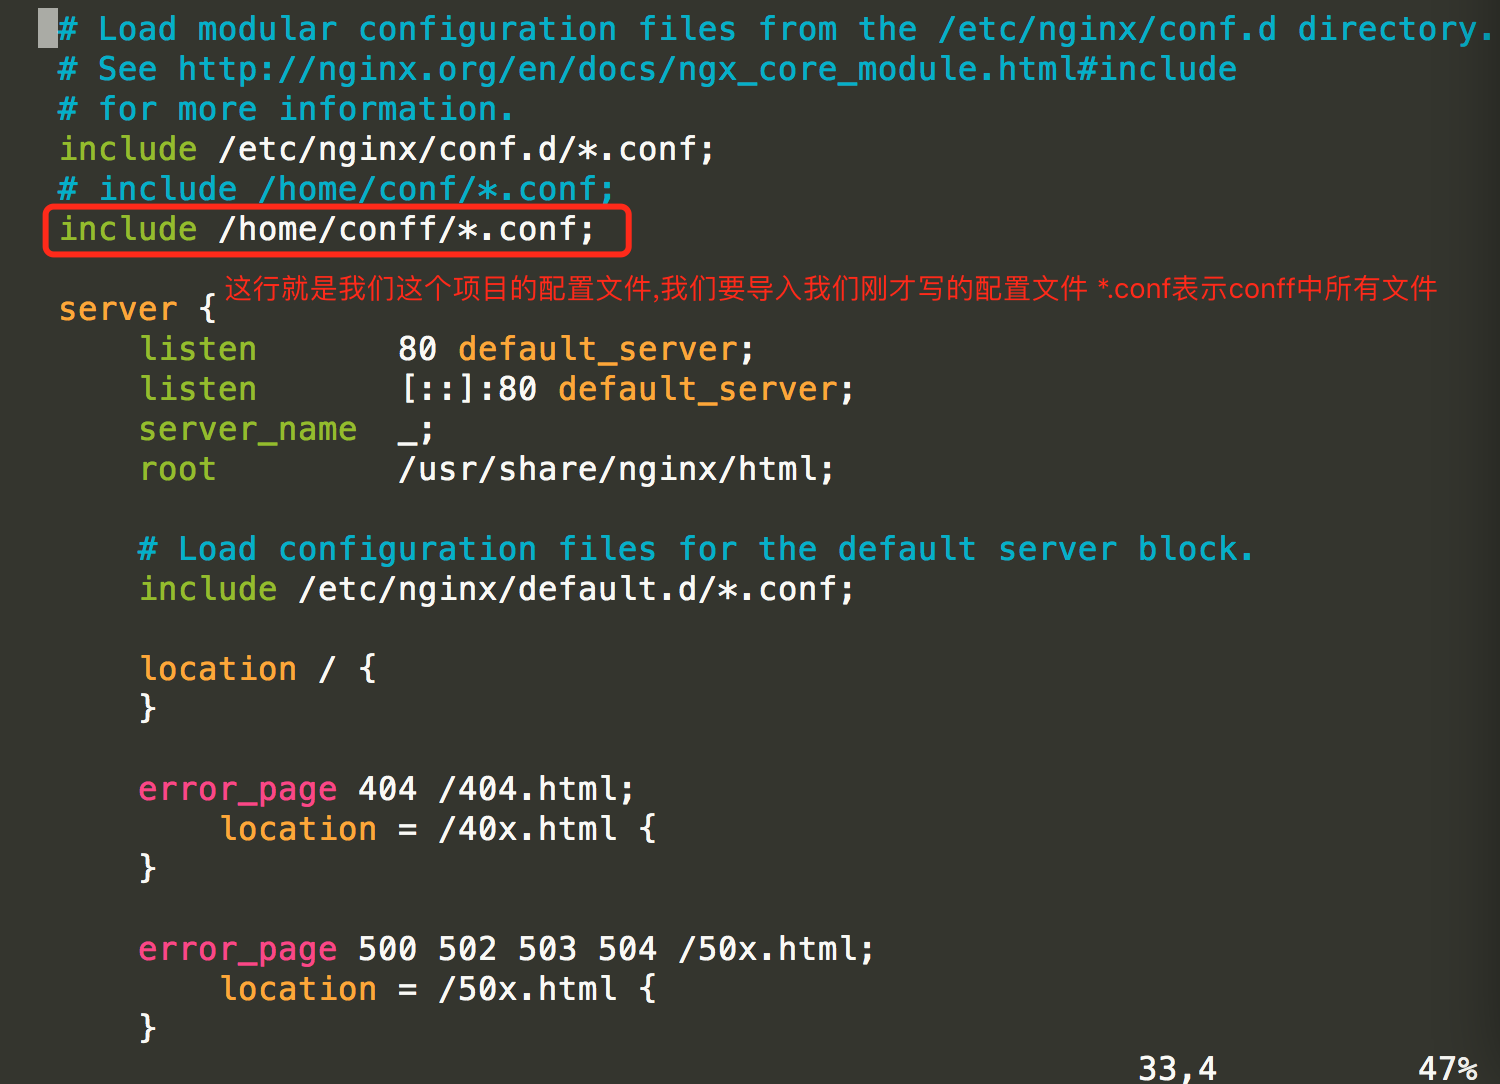 # Load modular configuration files from the /etc/nginx/conf.d directory.
# See http://nginx.org/en/docs/ngx_core_module.html#include
# for more information.
include /etc/nginx/conf.d/*.conf;
# include /home/conf/*.conf;
include /home/conff/*.conf;
这行就是我们这个项目的配置文件,我们要导入我们刚才写的配置文件 *.conf表示conff中所有文件
server {
    listen       80 default_server;
    listen       [::]:80 default_server;
    server_name  _;
    root         /usr/share/nginx/html;
    # Load configuration files for the default server block.
    include /etc/nginx/default.d/*.conf;
    location / {
    }
    error_page 404 /404.html;
        location = /40x.html {
    }
    error_page 500 502 503 504 /50x.html;
        location = /50x.html {
    }
33,4          47%